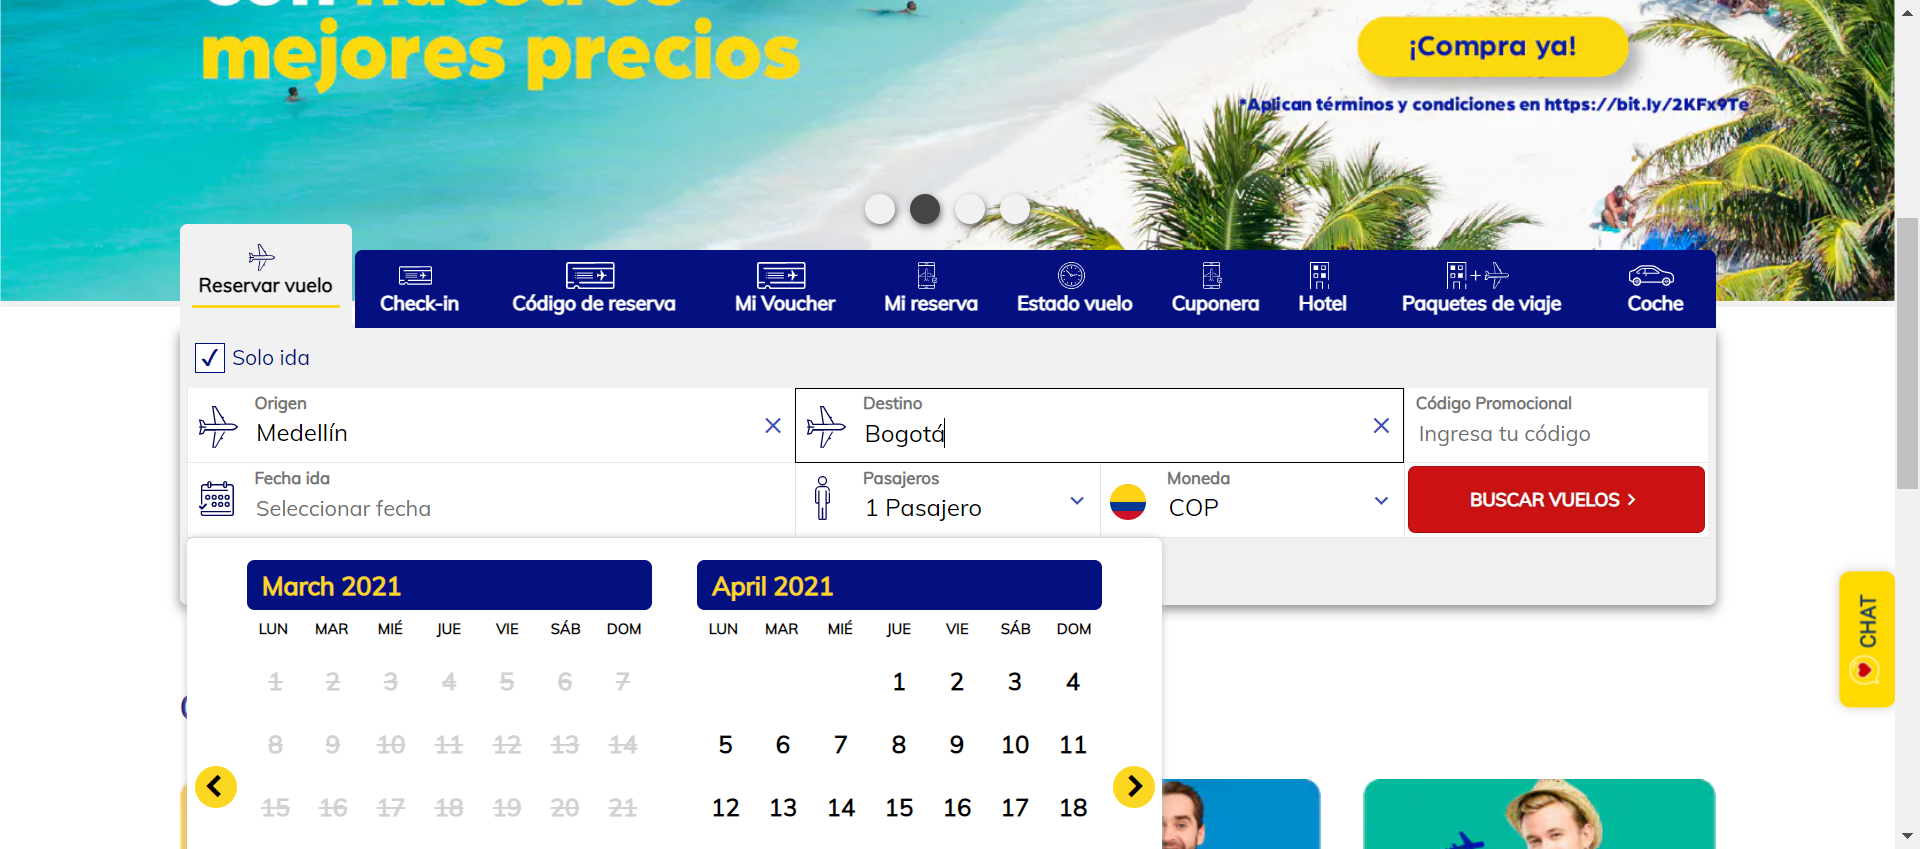 con nuestros
mejores precios
¡Compra ya!
*Aplican términos y condiciones en https://bit.ly/2KFx9Te
Reservar vuelo
Check-in
Código de reserva
Mi Voucher
Mi reserva
Estado vuelo
Cuponera
Hotel
Paquetes de viaje
Coche
Solo ida
Origen
Medellín
Destino
Bogotá
Código Promocional
Ingresa tu código
Fecha ida
Seleccionar fecha
Pasajeros
1 Pasajero
Moneda
COP
BUSCAR VUELOS
March 2021
LUN MAR MIÉ JUE VIE SÁB DOM
1 2 3 4 5 6 7
8 9 10 11 12 13 14
15 16 17 18 19 20 21
April 2021
LUN MAR MIÉ JUE VIE SÁB DOM
1 2 3 4
5 6 7 8 9 10 11
12 13 14 15 16 17 18
CHAT